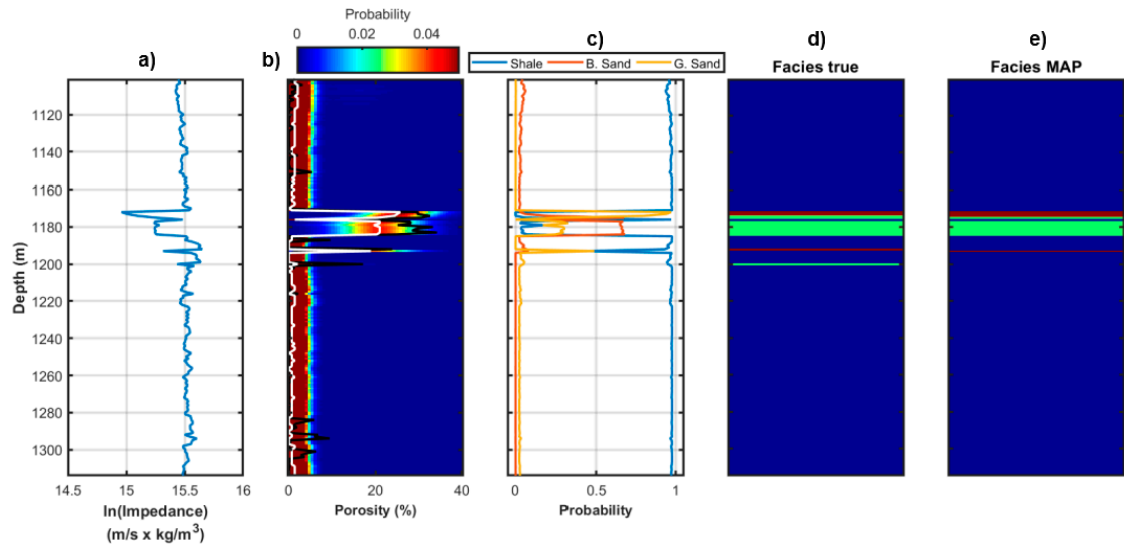 Probability
0 0.02 0.04
a)
b)
c)
d)
e)
Shale B. Sand G. Sand
Facies true
Facies MAP
Depth (m)
1120
1140
1160
1180
1200
1220
1240
1260
1280
1300
14.5 15 15.5 16
ln(Impedance)
(m/s x kg/m³)
0 20 40
Porosity (%)
0 0.5 1
Probability